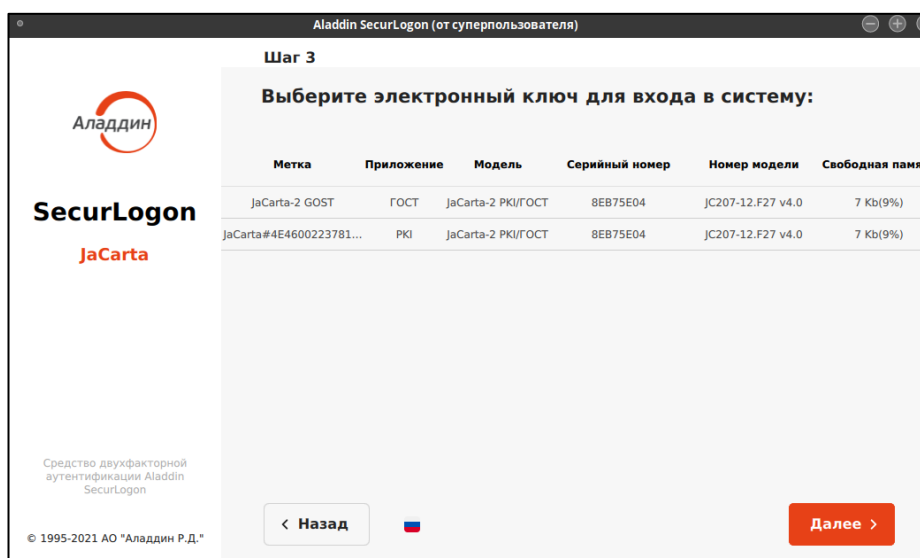 Aladdin SecurLogon (от суперпользователя)
Шаг 3
Выберите электронный ключ для входа в систему:
Аладдин
SecurLogon
JaCarta
Метка Приложение Модель Серийный номер Номер модели Свободная
JaCarta-2 GOST ГОСТ JaCarta-2 PKI/ГОСТ 8EB75E04 JC207-12.F27 v4.0 7 Kb(9%)
JaCarta#4E4600223781... PKI JaCarta-2 PKI/ГОСТ 8EB75E04 JC207-12.F27 v4.0 7 Kb(9%)
Средство двухфакторной
аутентификации Aladdin
SecurLogon
© 1995-2021 АО "Аладдин Р.Д."
< Назад
Далее >